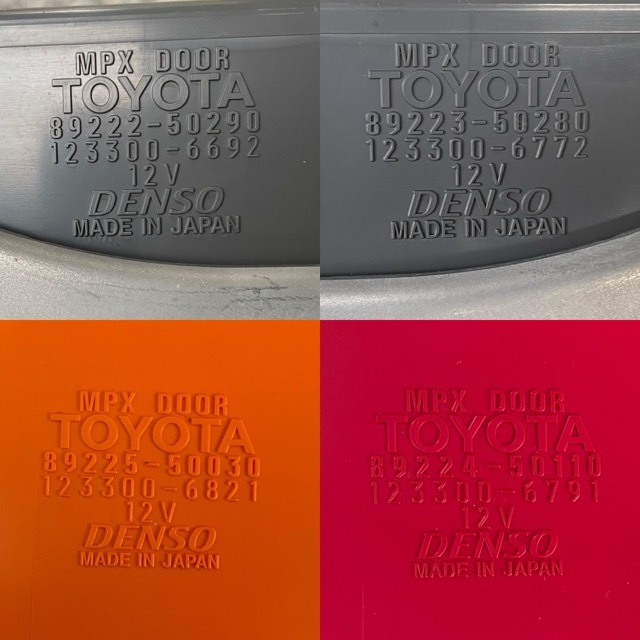 MPX DOOR
TOYOTA
89222-50290
123300-6692
12V
DENSO
MADE IN JAPAN
MPX DOOR
TOYOTA
89223-50280
123300-6772
12V
DENSO
MADE IN JAPAN
MPX DOOR
TOYOTA
89225-50030
123300-6821
12V
DENSO
MADE IN JAPAN
MPX DOOR
TOYOTA
89224-50110
123300-6791
12V
DENSO
MADE IN JAPAN